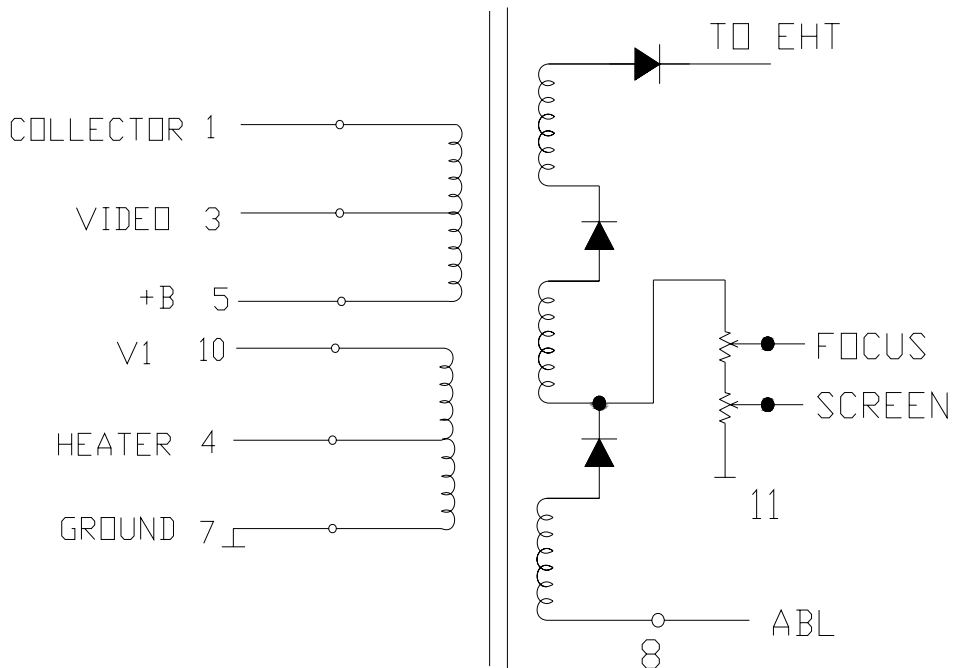 TO EHT
COLLECTOR 1
VIDEO 3
+B 5
V1 10
FOCUS
SCREEN
HEATER 4
11
GROUND 7
ABL
8